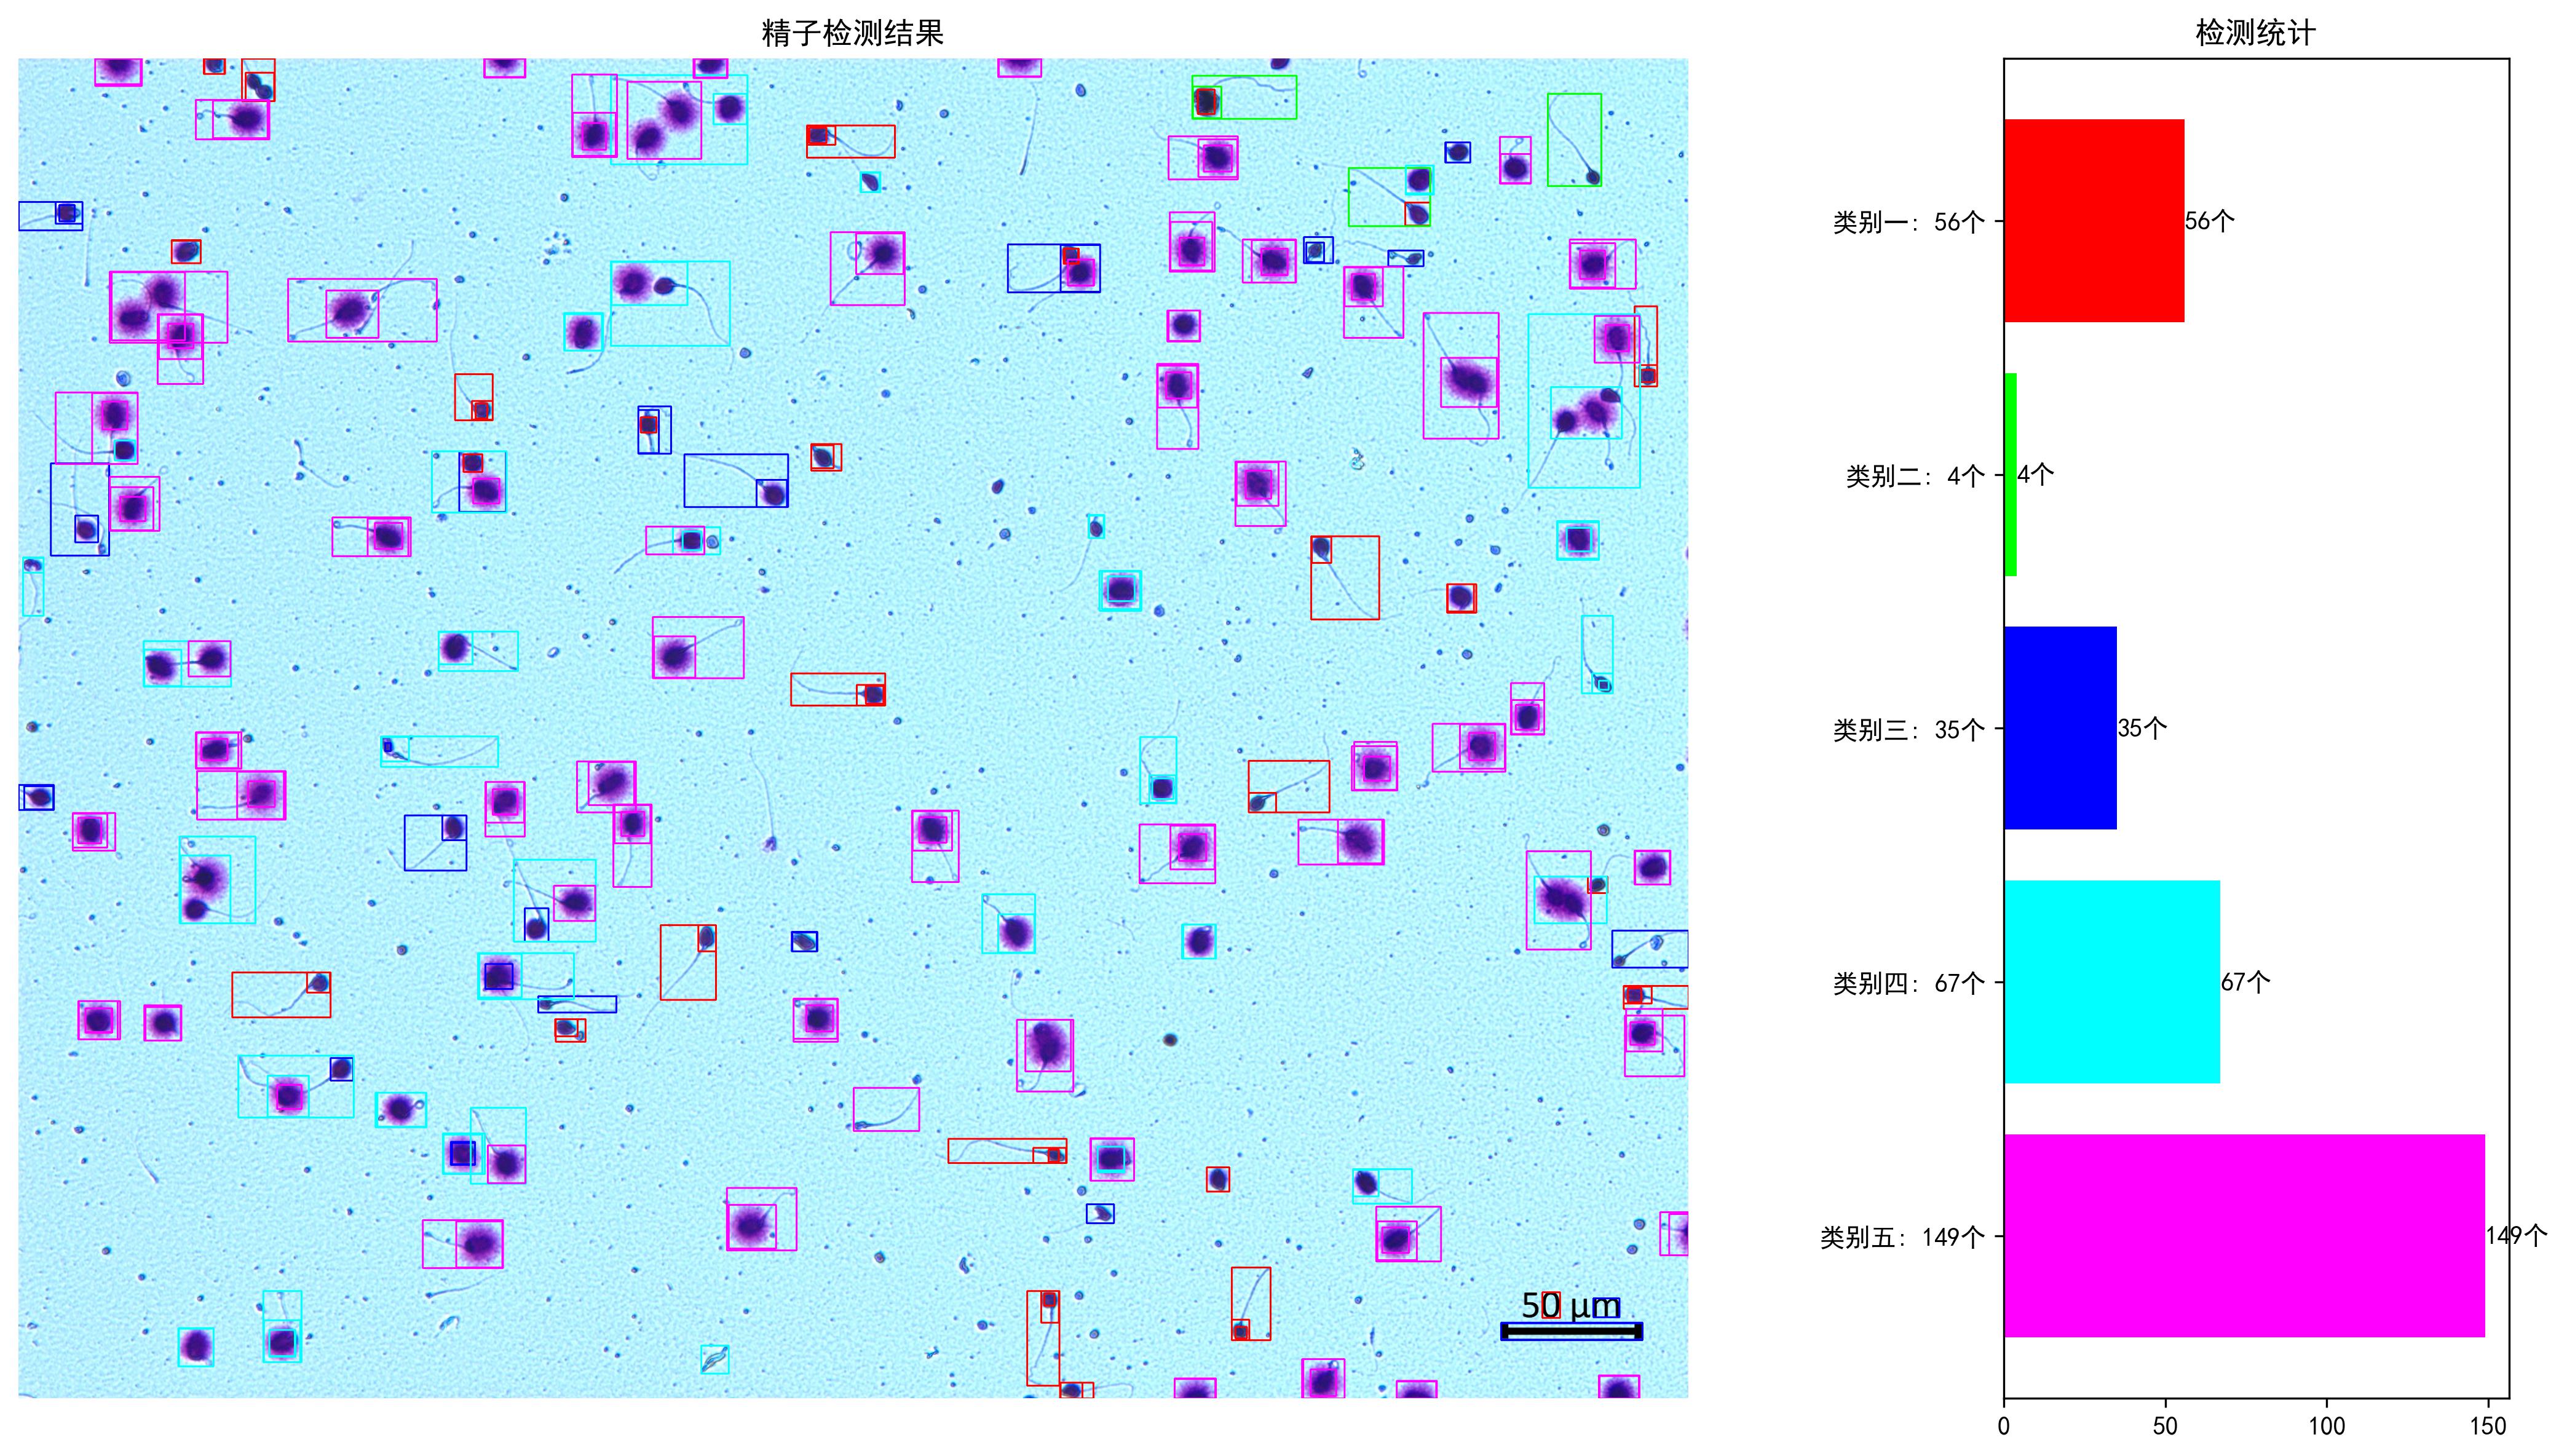 精子检测结果
50 μm
检测统计
类别一: 56个
56个
类别二: 4个
4个
类别三: 35个
35个
类别四: 67个
67个
类别五: 149个
149个
0 50 100 150